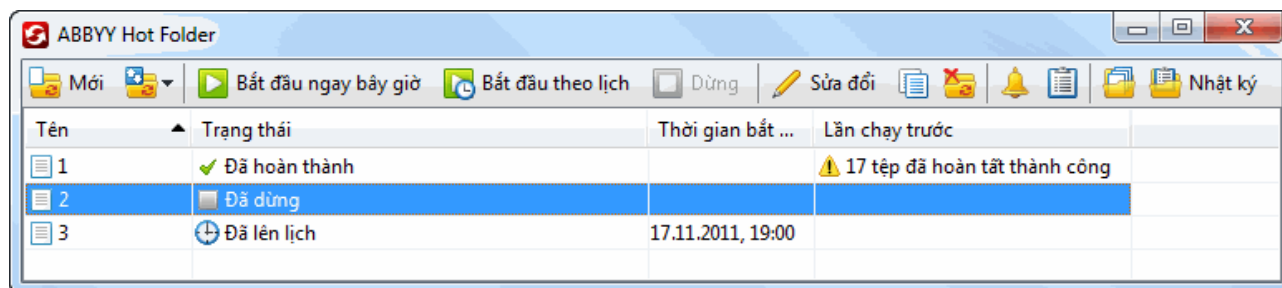 ABBYY Hot Folder
Mới Bắt đầu ngay bây giờ Bắt đầu theo lịch Dừng Sửa đổi Nhật ký
Tên Trạng thái Thời gian bắt ... Lần chạy trước
1 Đã hoàn thành 17 tệp đã hoàn tất thành công
2 Đã dừng
3 Đã lên lịch 17.11.2011, 19:00